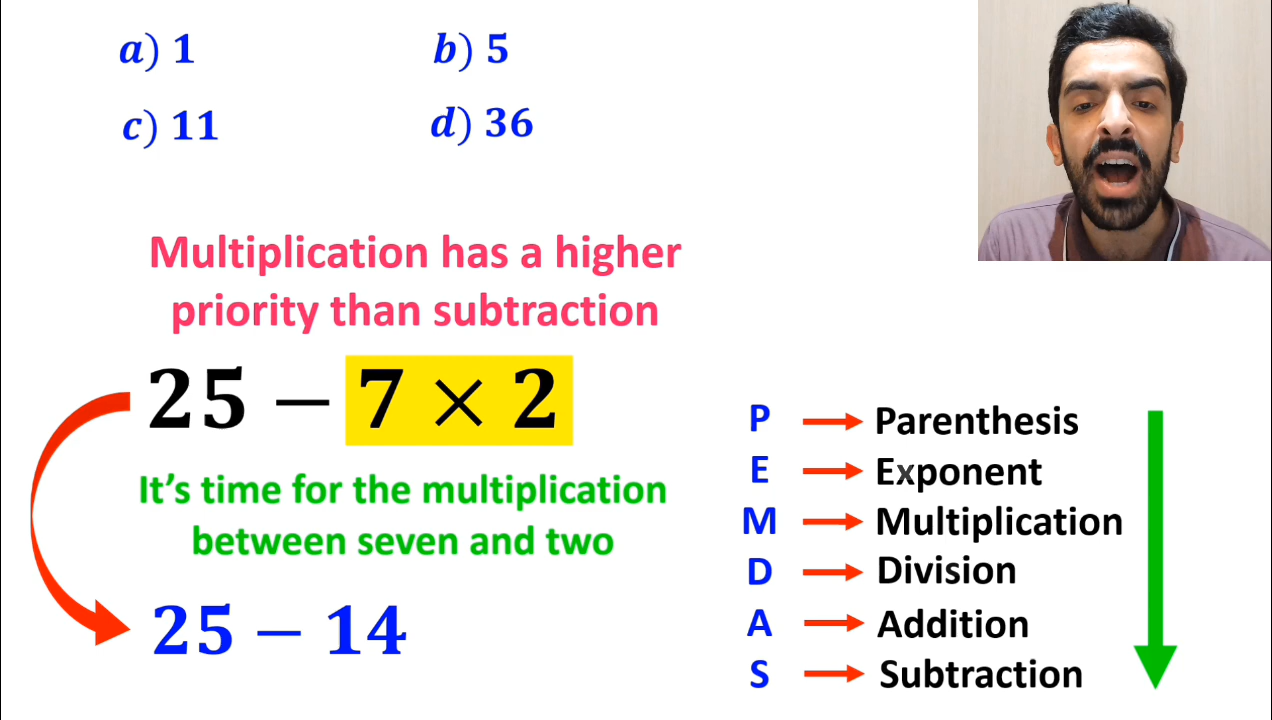 a) 1 b) 5
c) 11 d) 36
Multiplication has a higher
priority than subtraction
25 − 7 × 2
It’s time for the multiplication
between seven and two
25 − 14
P Parenthesis
E Exponent
M Multiplication
D Division
A Addition
S Subtraction